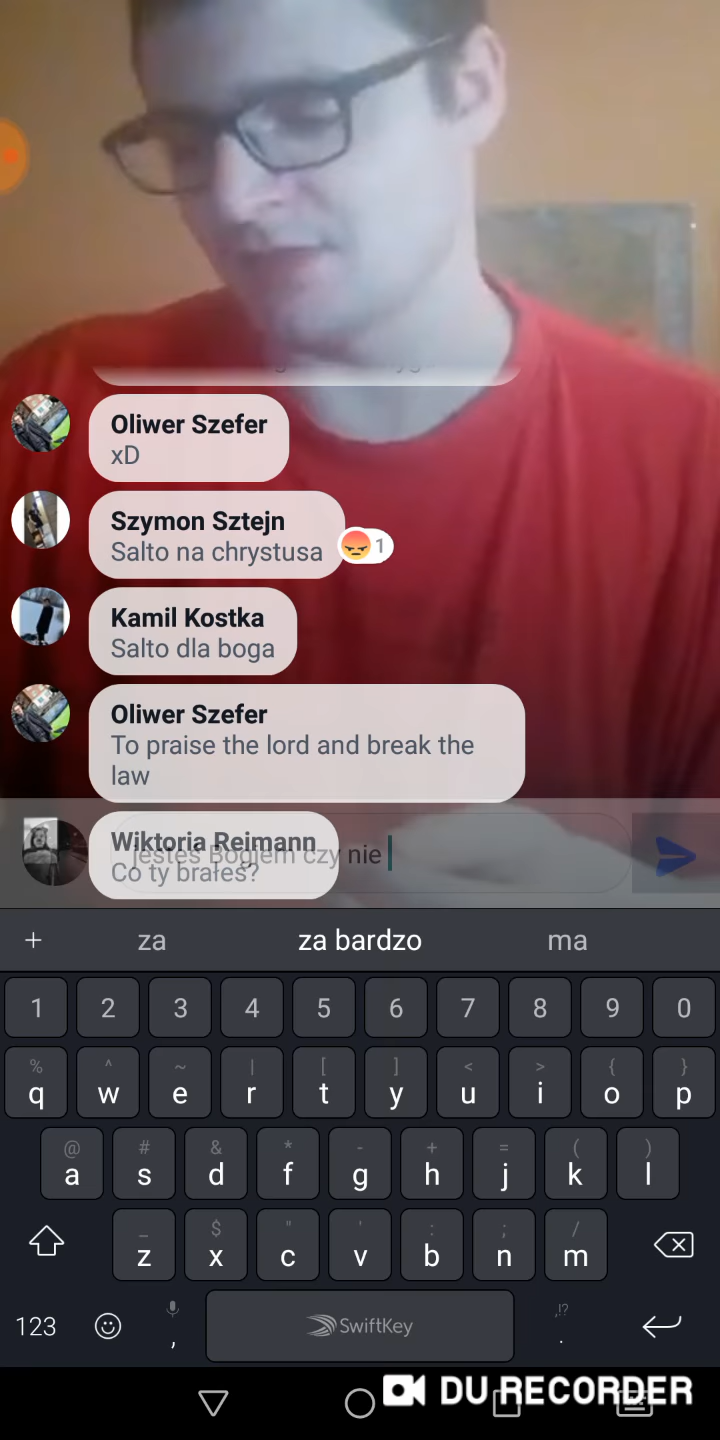 Oliwer Szefer
xD
Szymon Sztejn
Salto na chrystusa
1
Kamil Kostka
Salto dla boga
Oliwer Szefer
To praise the lord and break the
law
Wiktoria Reimann
jesteś Bogiem czy nie
Co ty brałeś?
+ za za bardzo ma
1 2 3 4 5 6 7 8 9 0
% ^ ~ | [ ] < > { }
q w e r t y u i o p
@ # & * - + = ( )
a s d f g h j k l
_ $ " ' : ; /
z x c v b n m
,!?
123 , SwiftKey .
DU RECORDER